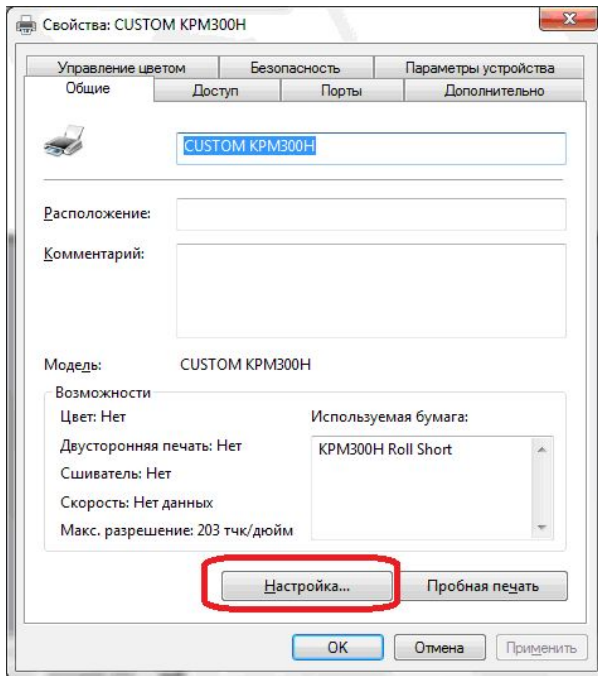 Свойства: CUSTOM KPM300H
Управление цветом Безопасность Параметры устройства
Общие Доступ Порты Дополнительно
CUSTOM KPM300H
Расположение:
Комментарий:
Модель: CUSTOM KPM300H
Возможности
Цвет: Нет Используемая бумага:
Двусторонняя печать: Нет KPM300H Roll Short
Сшиватель: Нет
Скорость: Нет данных
Макс. разрешение: 203 тчк/дюйм
Настройка... Пробная печать
OK Отмена Применить